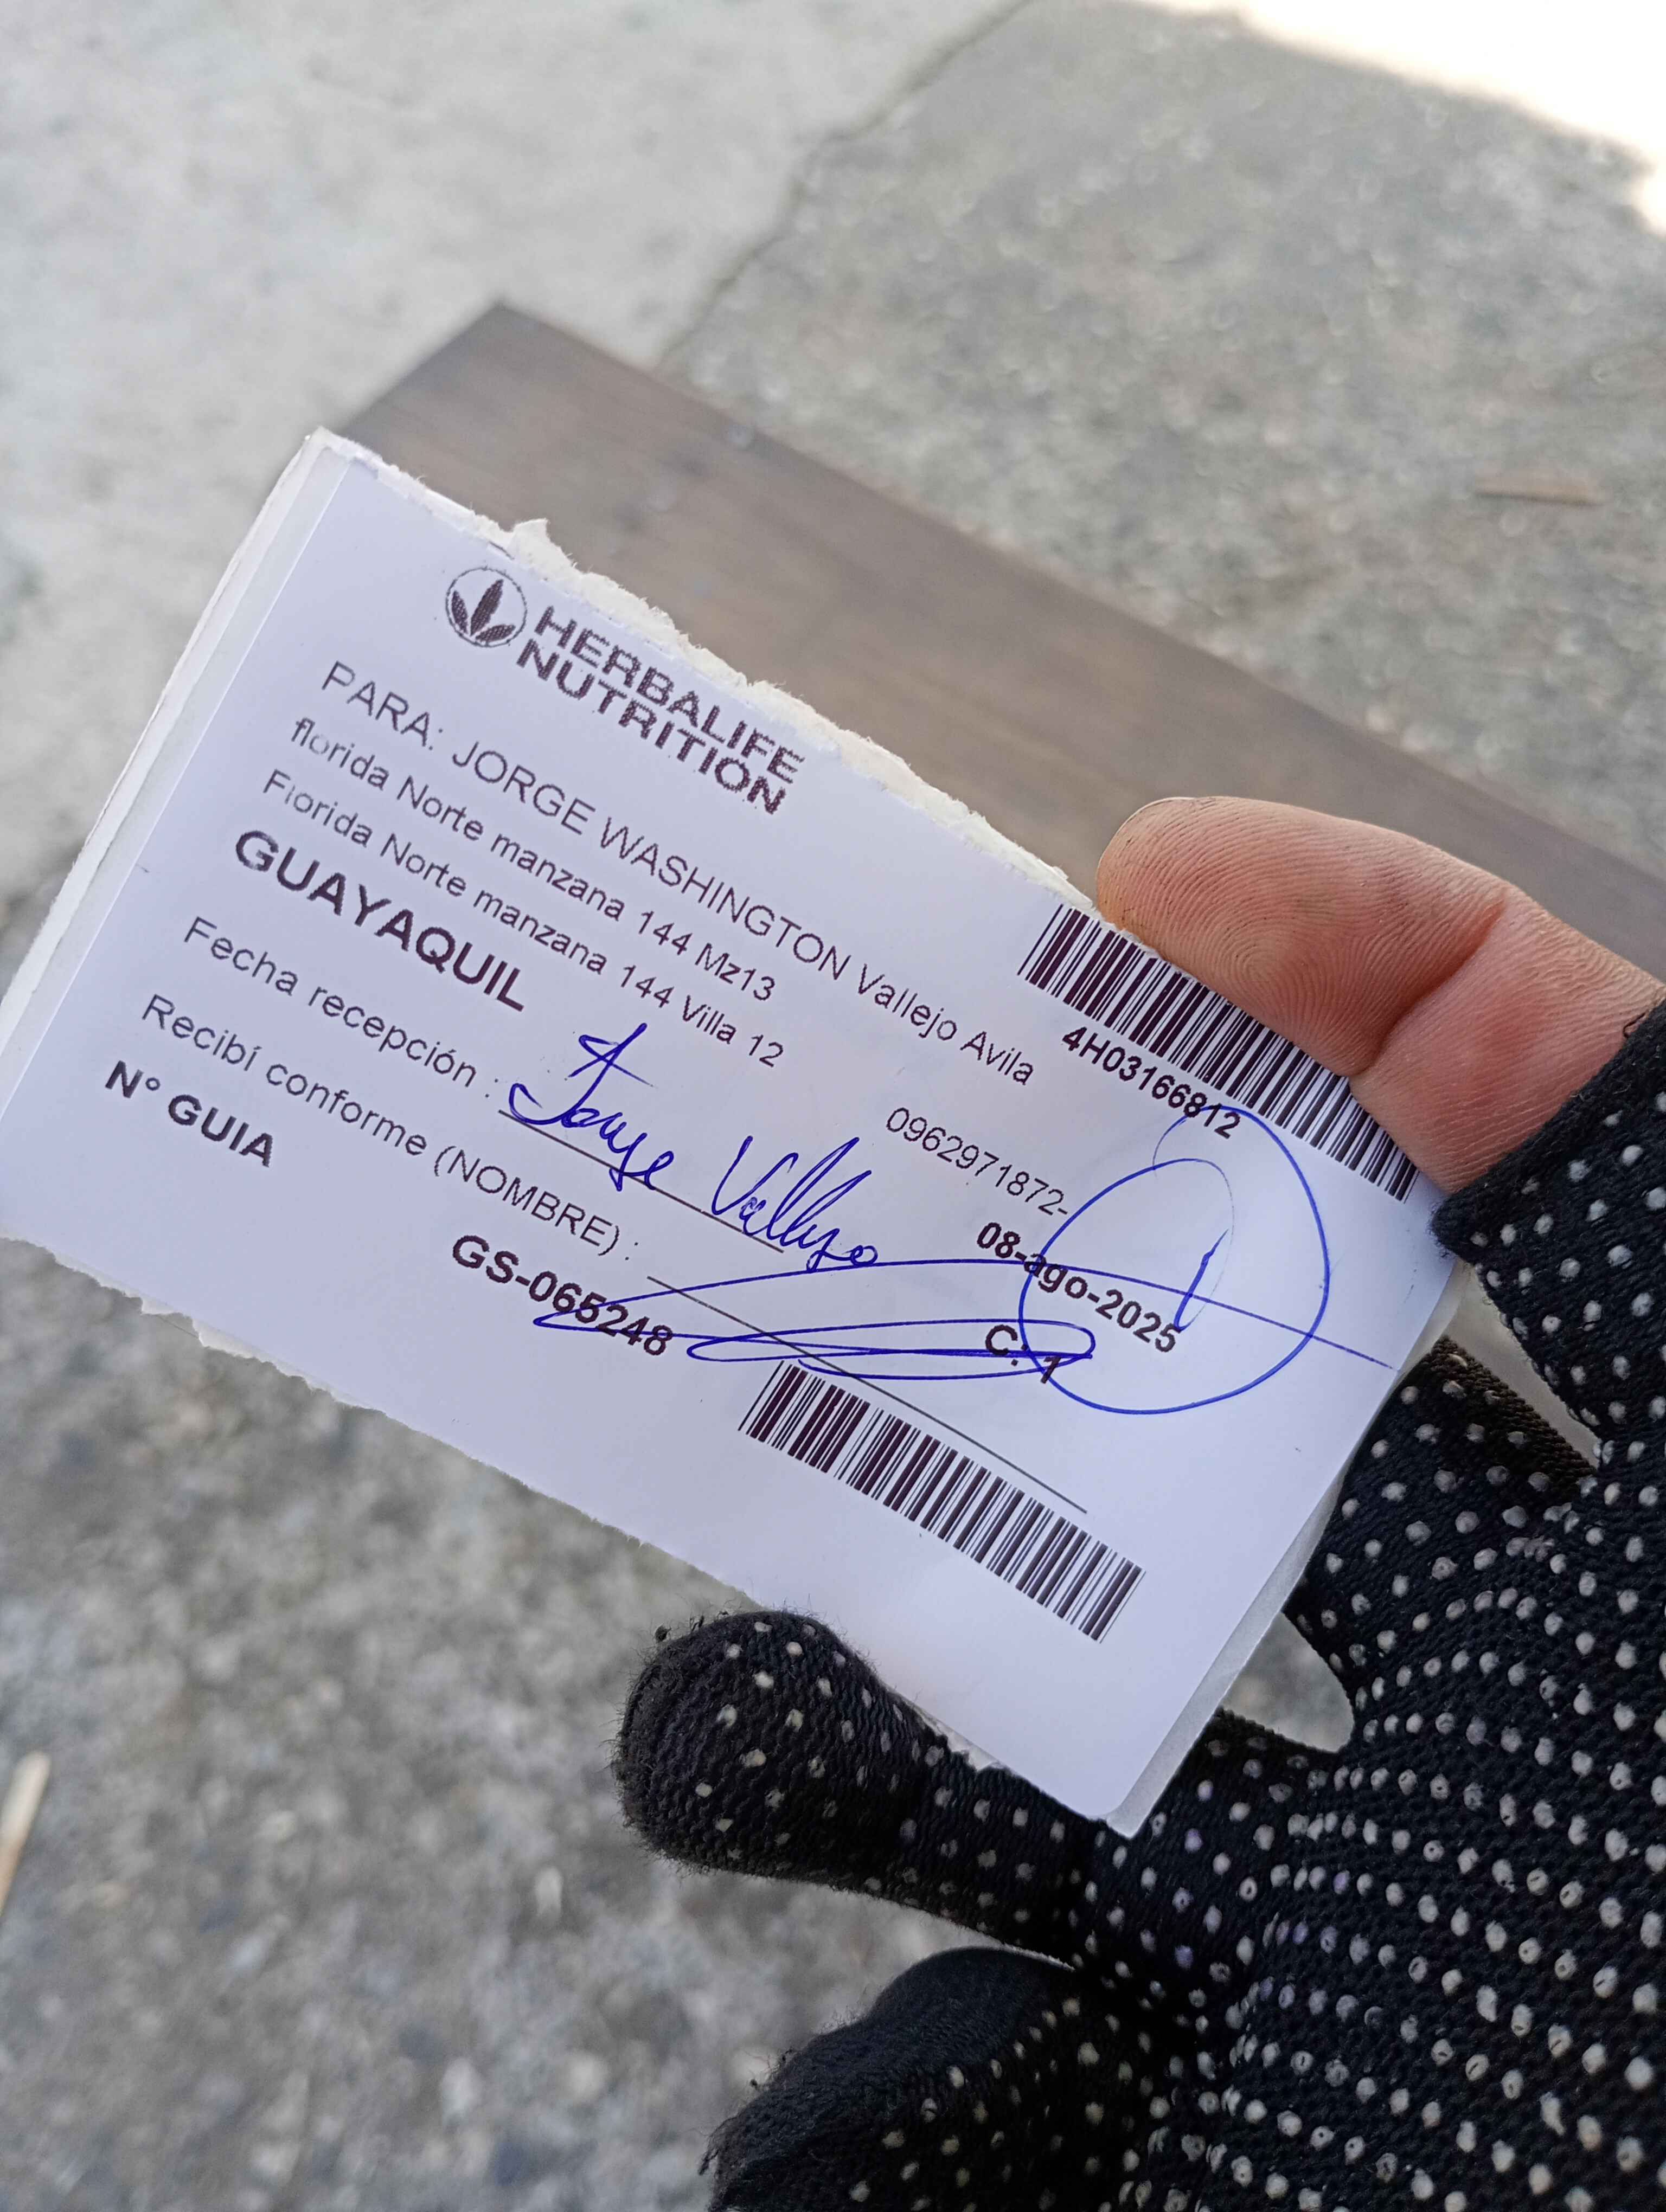 HERBALIFE
NUTRITION
PARA: JORGE WASHINGTON Vallejo Avila
4H03166812
florida Norte manzana 144 Mz13
Florida Norte manzana 144 Villa 12
0962971872-
GUAYAQUIL
08-ago-2025
Fecha recepción : Jorge Vallejo
C: 1
Recibí conforme (NOMBRE) :
N° GUIA
GS-065248